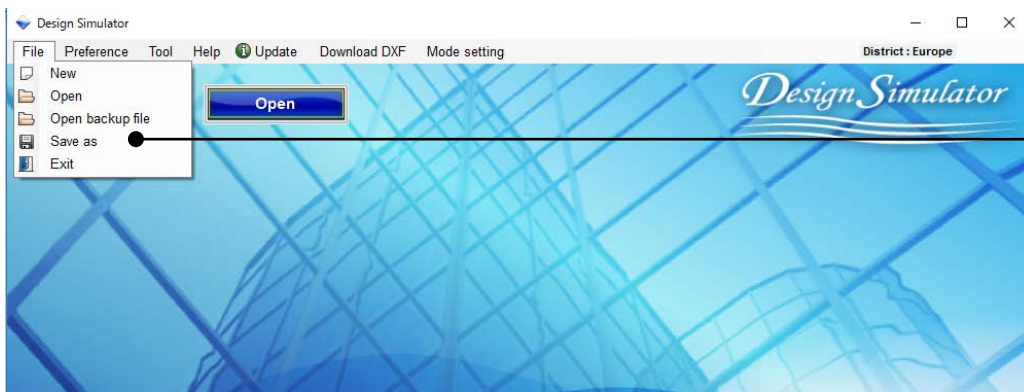 Design Simulator
File Preference Tool Help Update Download DXF Mode setting District : Europe
New
Open
Open backup file
Save as
Exit
Open
Design Simulator